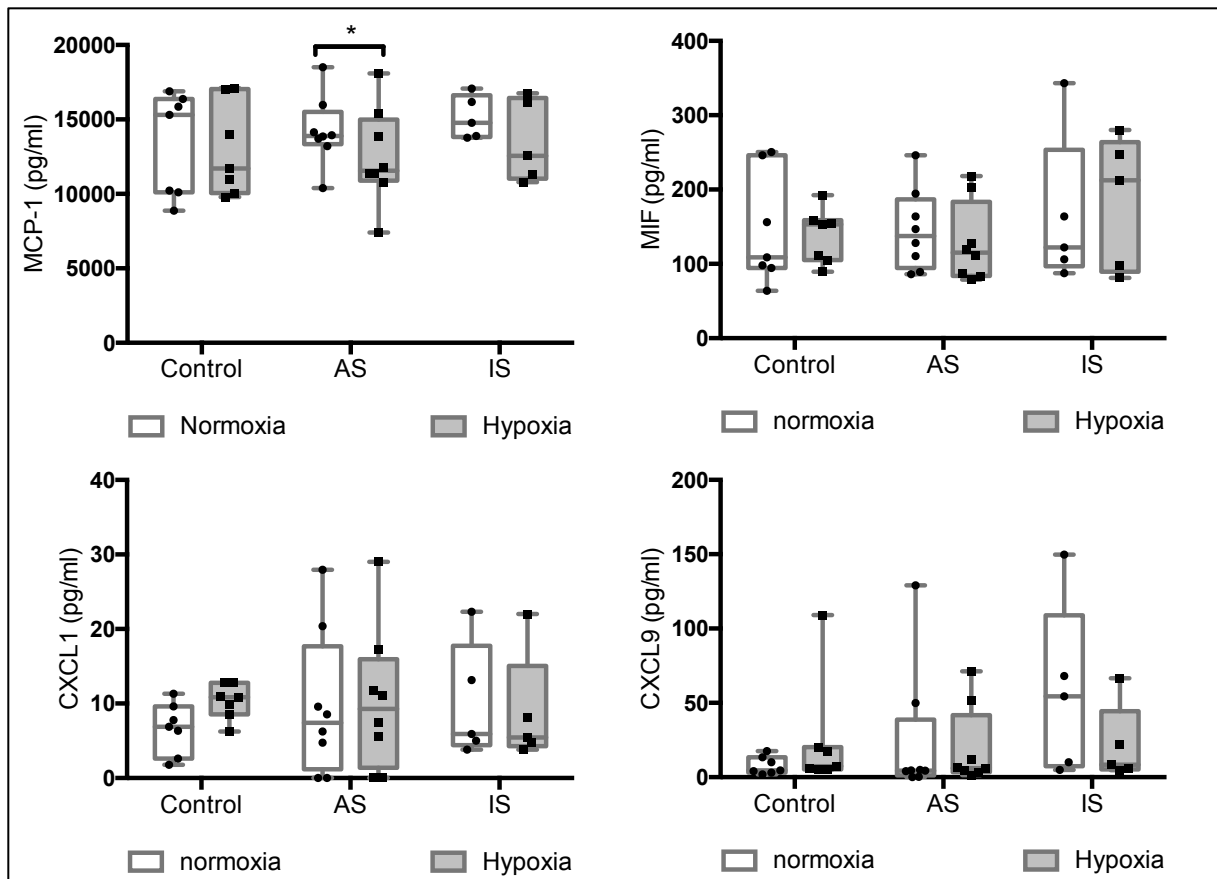 *
MCP-1 (pg/ml)
20000
15000
10000
5000
0
Control AS IS
Normoxia Hypoxia
MIF (pg/ml)
400
300
200
100
0
Control AS IS
normoxia Hypoxia
CXCL1 (pg/ml)
40
30
20
10
0
Control AS IS
normoxia Hypoxia
CXCL9 (pg/ml)
200
150
100
50
0
Control AS IS
normoxia Hypoxia